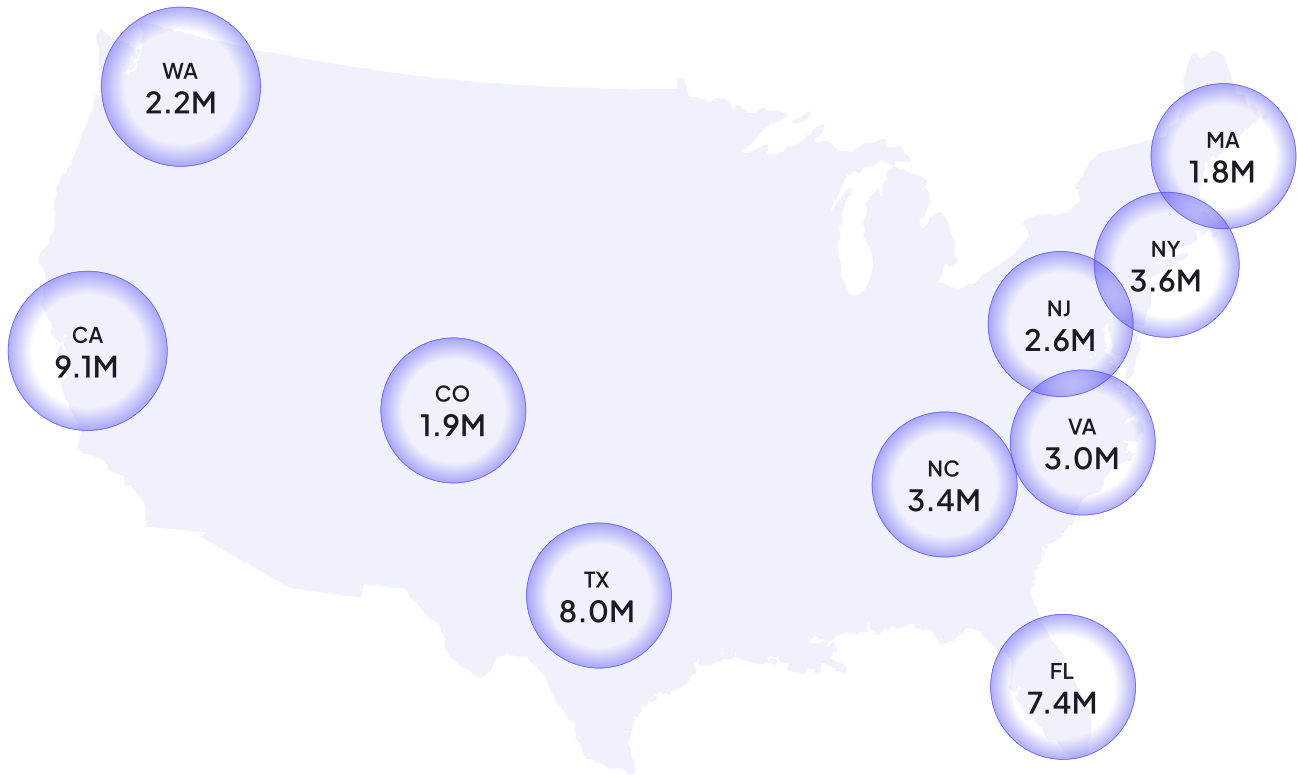 WA
2.2M
MA
1.8M
NY
3.6M
NJ
2.6M
CA
9.1M
CO
1.9M
VA
3.0M
NC
3.4M
TX
8.0M
FL
7.4M